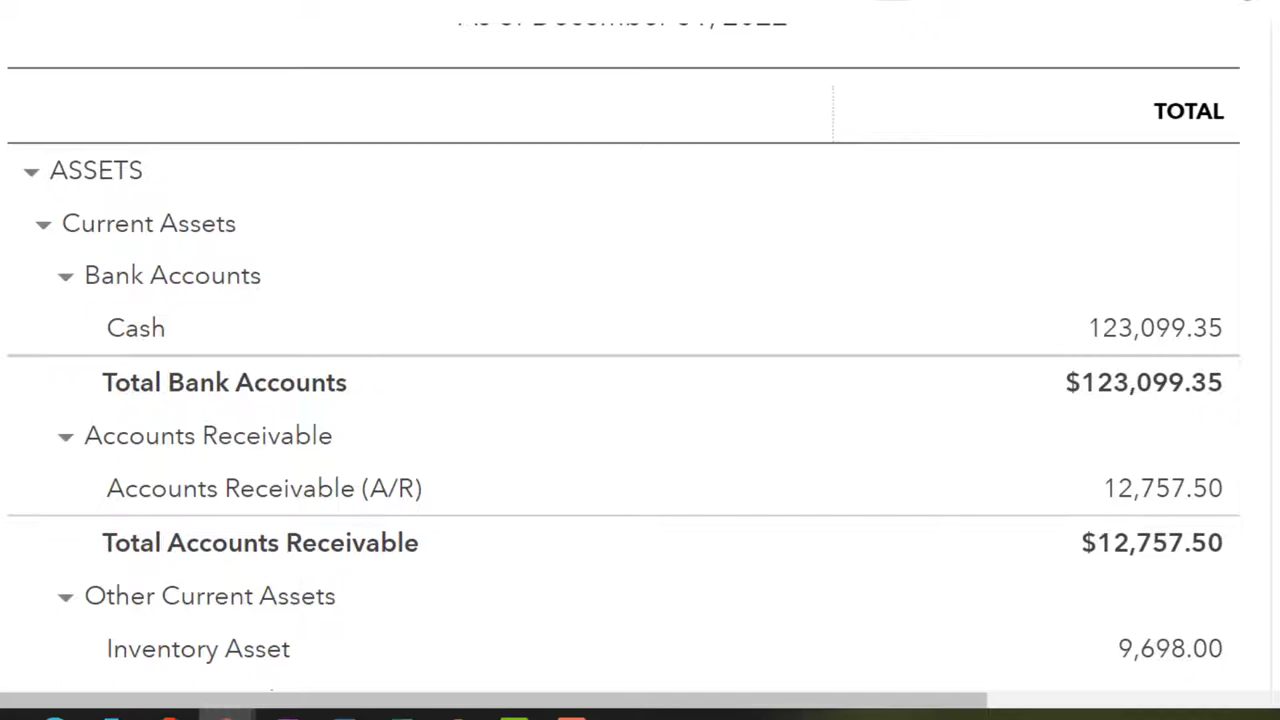 TOTAL
ASSETS
Current Assets
Bank Accounts
Cash 123,099.35
Total Bank Accounts $123,099.35
Accounts Receivable
Accounts Receivable (A/R) 12,757.50
Total Accounts Receivable $12,757.50
Other Current Assets
Inventory Asset 9,698.00